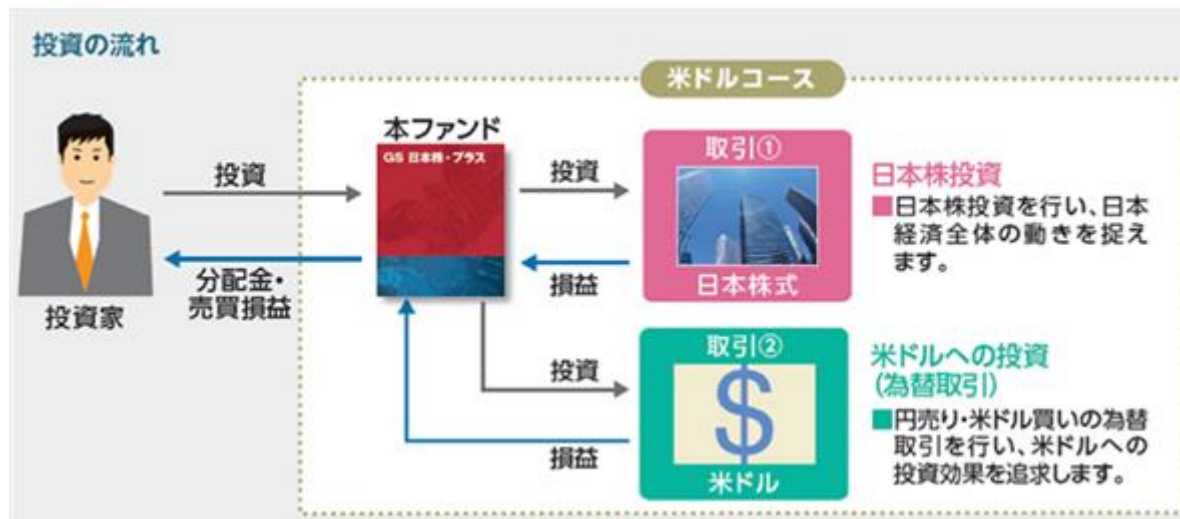 投資の流れ
米ドルコース
本ファンド
GS 日本株・プラス
投資
分配金・
売買損益
投資家
投資
損益
取引①
日本株式
日本株投資
■日本株投資を行い、日本
経済全体の動きを捉え
ます。
投資
損益
取引②
$
米ドル
米ドルへの投資
(為替取引)
■円売り・米ドル買いの為替
取引を行い、米ドルへの
投資効果を追求します。